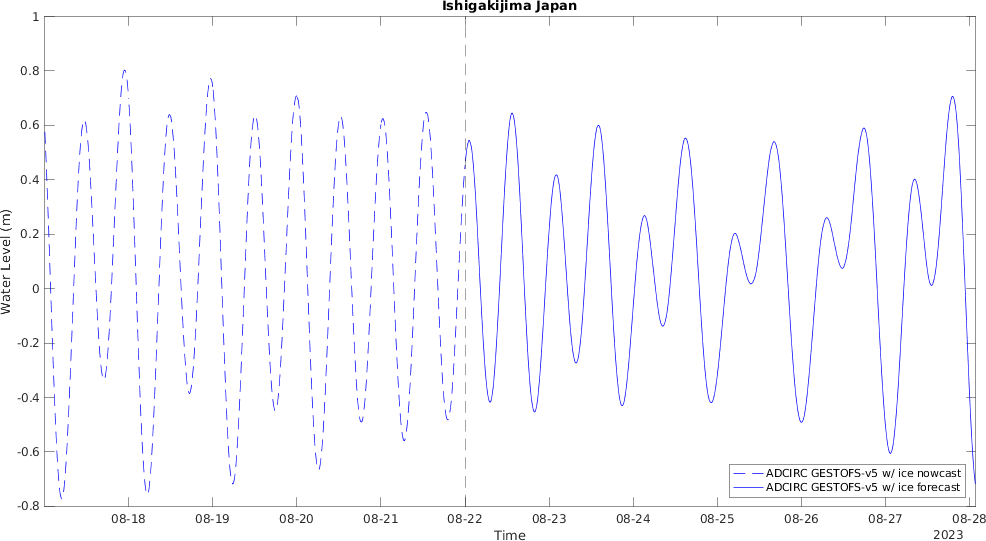 Ishigakijima Japan
Water Level (m)
1
0.8
0.6
0.4
0.2
0
-0.2
-0.4
-0.6
-0.8
ADCIRC GESTOFS-v5 w/ ice nowcast
ADCIRC GESTOFS-v5 w/ ice forecast
08-18 08-19 08-20 08-21 08-22 08-23 08-24 08-25 08-26 08-27 08-28
Time
2023